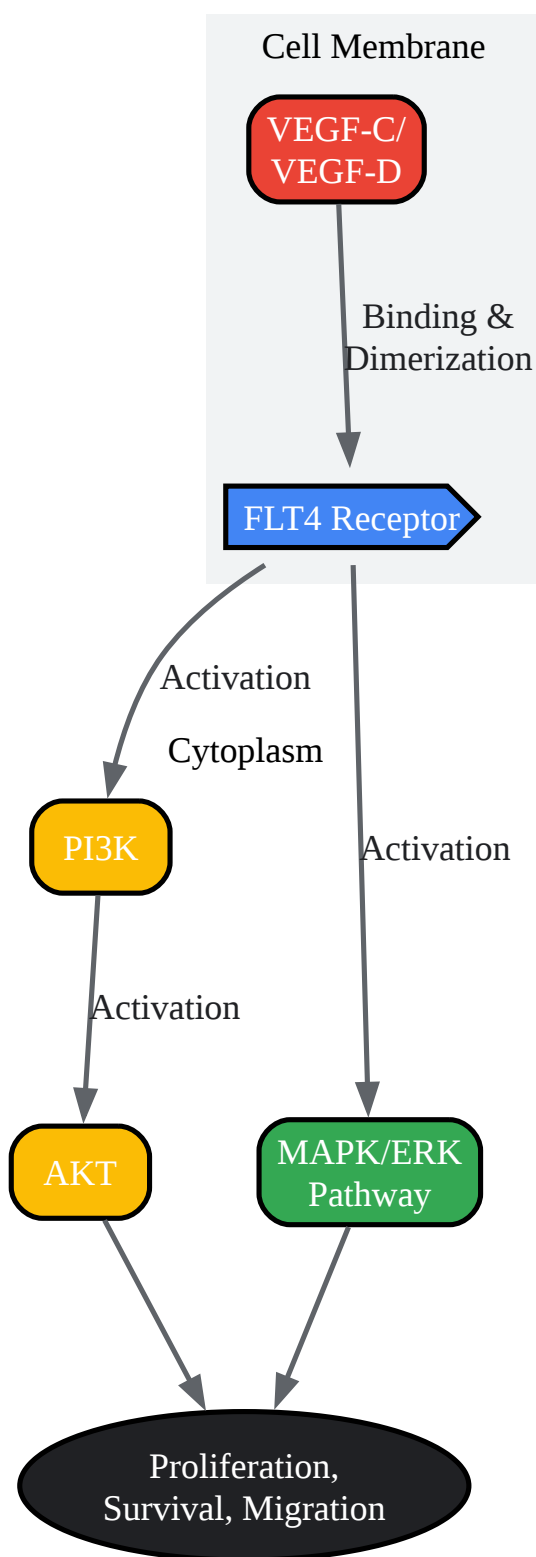 Cell Membrane
VEGF-C/
VEGF-D
Binding &
Dimerization
FLT4 Receptor
Activation
Cytoplasm
PI3K
Activation
Activation
AKT
MAPK/ERK
Pathway
Proliferation,
Survival, Migration